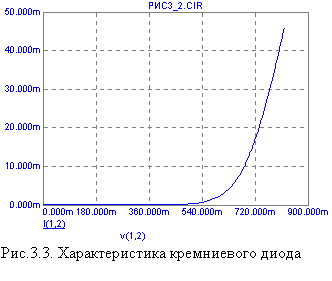 РИС3_2.CIR
50.000m
40.000m
30.000m
20.000m
10.000m
0.000m
0.000m 180.000m 360.000m 540.000m 720.000m 900.000m
I(1,2)
v(1,2)
Рис.3.3. Характеристика кремниевого диода